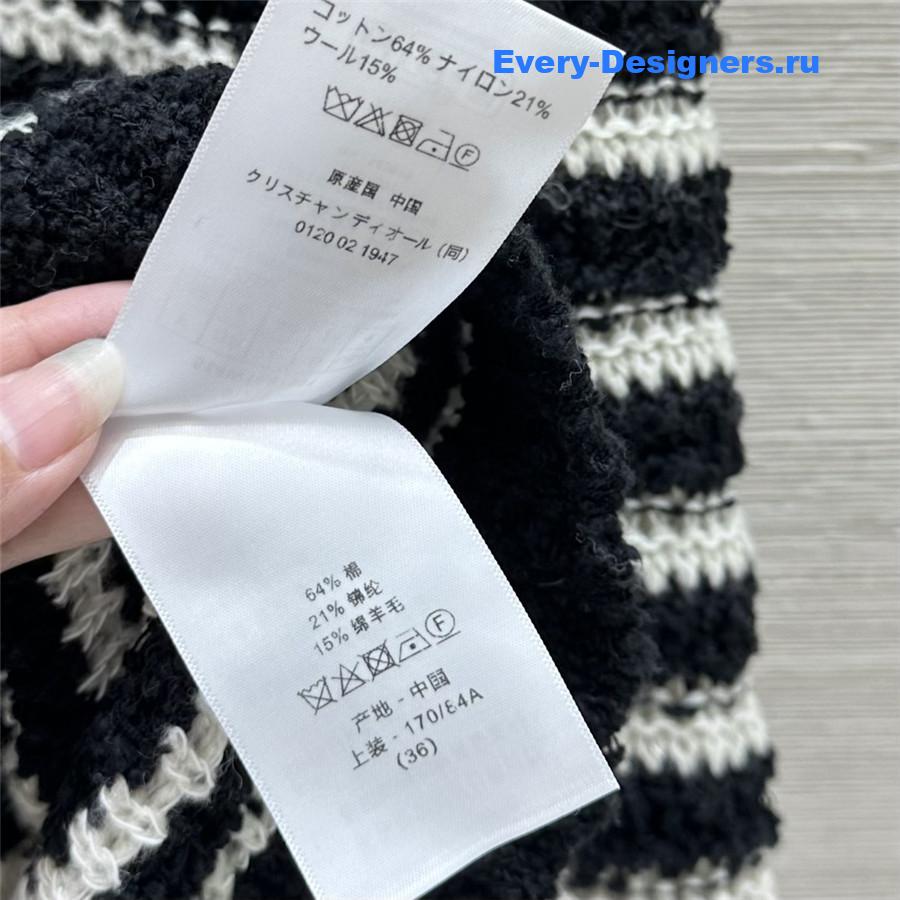 Every-Designers.ru
コットン64% ナイロン21%
ウール15%
F
原産国 中国
クリスチャンディオール (同)
0120 02 1947
64% 棉
21% 锦纶
15% 绵羊毛
F
产地 - 中国
上装 - 170/84A
(36)